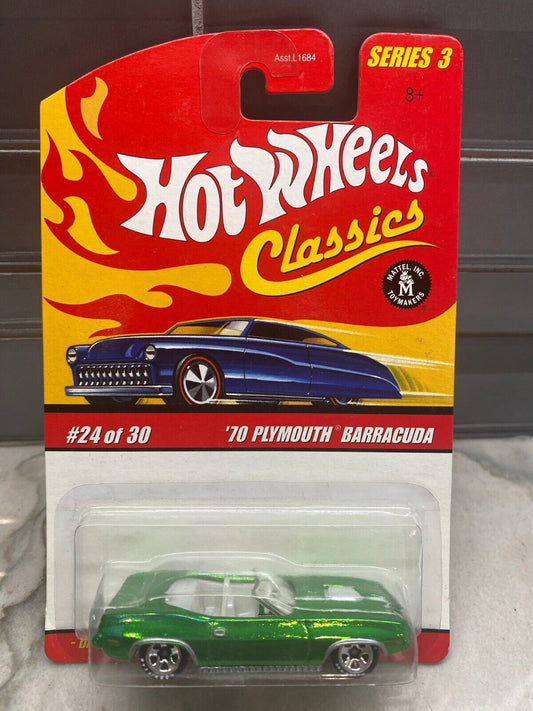 Asst.L1684
SERIES 3
8+
Hot Wheels
Classics
MATTEL, INC.
M
TOYMAKERS
®
#24 of 30
'70 PLYMOUTH® BARRACUDA